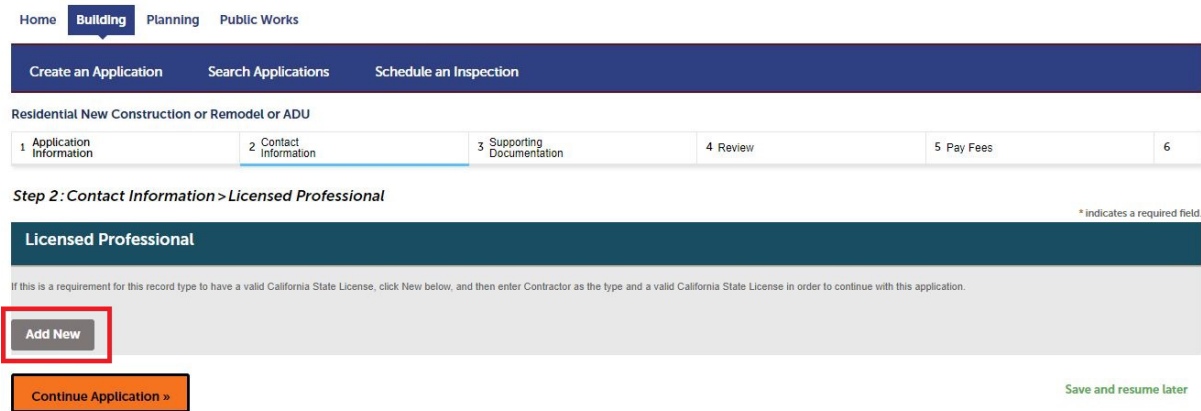 Home Building Planning Public Works
Create an Application Search Applications Schedule an Inspection
Residential New Construction or Remodel or ADU
1 Application Information
2 Contact Information
3 Supporting Documentation
4 Review
5 Pay Fees
6
Step 2: Contact Information > Licensed Professional
* indicates a required field.
Licensed Professional
If this is a requirement for this record type to have a valid California State License, click New below, and then enter Contractor as the type and a valid California State License in order to continue with this application.
Add New
Continue Application »
Save and resume later